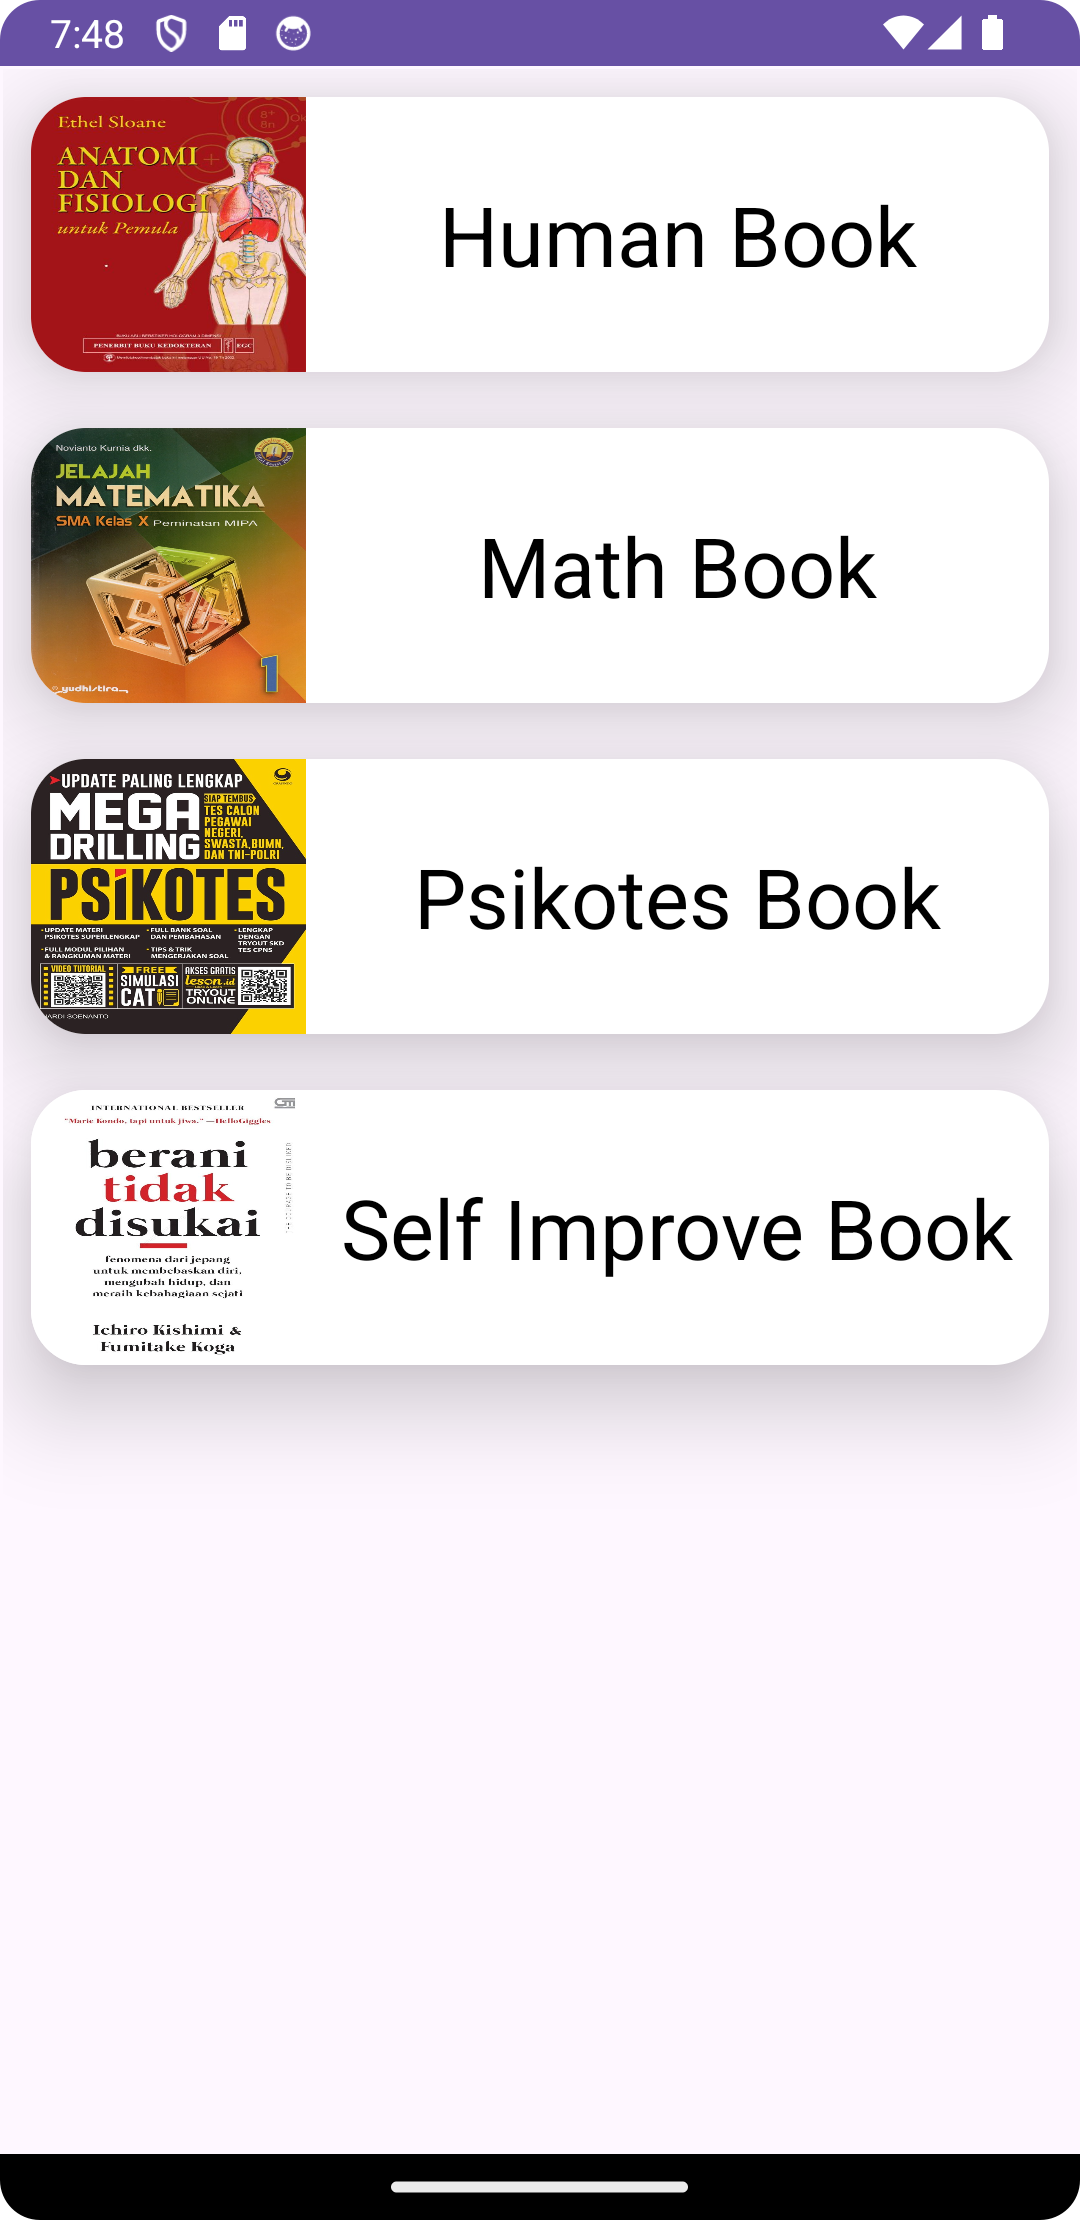 7:48
Ethel Sloane
ANATOMI
DAN
FISIOLOGI
untuk Pemula
PENERBIT BUKU KEDOKTERAN
EGC
Human Book
Novianto Kurnia dkk.
JELAJAH
MATEMATIKA
SMA Kelas X Peminatan MIPA
1
yudhistira
Math Book
UPDATE PALING LENGKAP
MEGA
DRILLING
SIAP TEMBUS
TES CALON
PEGAWAI
NEGERI,
SWASTA,BUMN,
DAN TNI-POLRI
PSIKOTES
• UPDATE MATERI
PSIKOTES SUPERLENGKAP
• FULL MODUL PILIHAN
& RANGKUMAN MATERI
• FULL BANK SOAL
DAN PEMBAHASAN
• TIPS & TRIK
MENGERJAKAN SOAL
• LENGKAP
DENGAN
TRYOUT SKD
TES CPNS
VIDEO TUTORIAL
FREE
SIMULASI
CAT
AKSES GRATIS
leson.id
TRYOUT
ONLINE
SOENANTO
Psikotes Book
INTERNATIONAL BESTSELLER
"Marie Kondo, tapi untuk jiwa." —HelloGiggles
berani
tidak
disukai
fenomena dari jepang
untuk membebaskan diri,
mengubah hidup, dan
meraih kebahagiaan sejati
Ichiro Kishimi &
Fumitake Koga
Self Improve Book